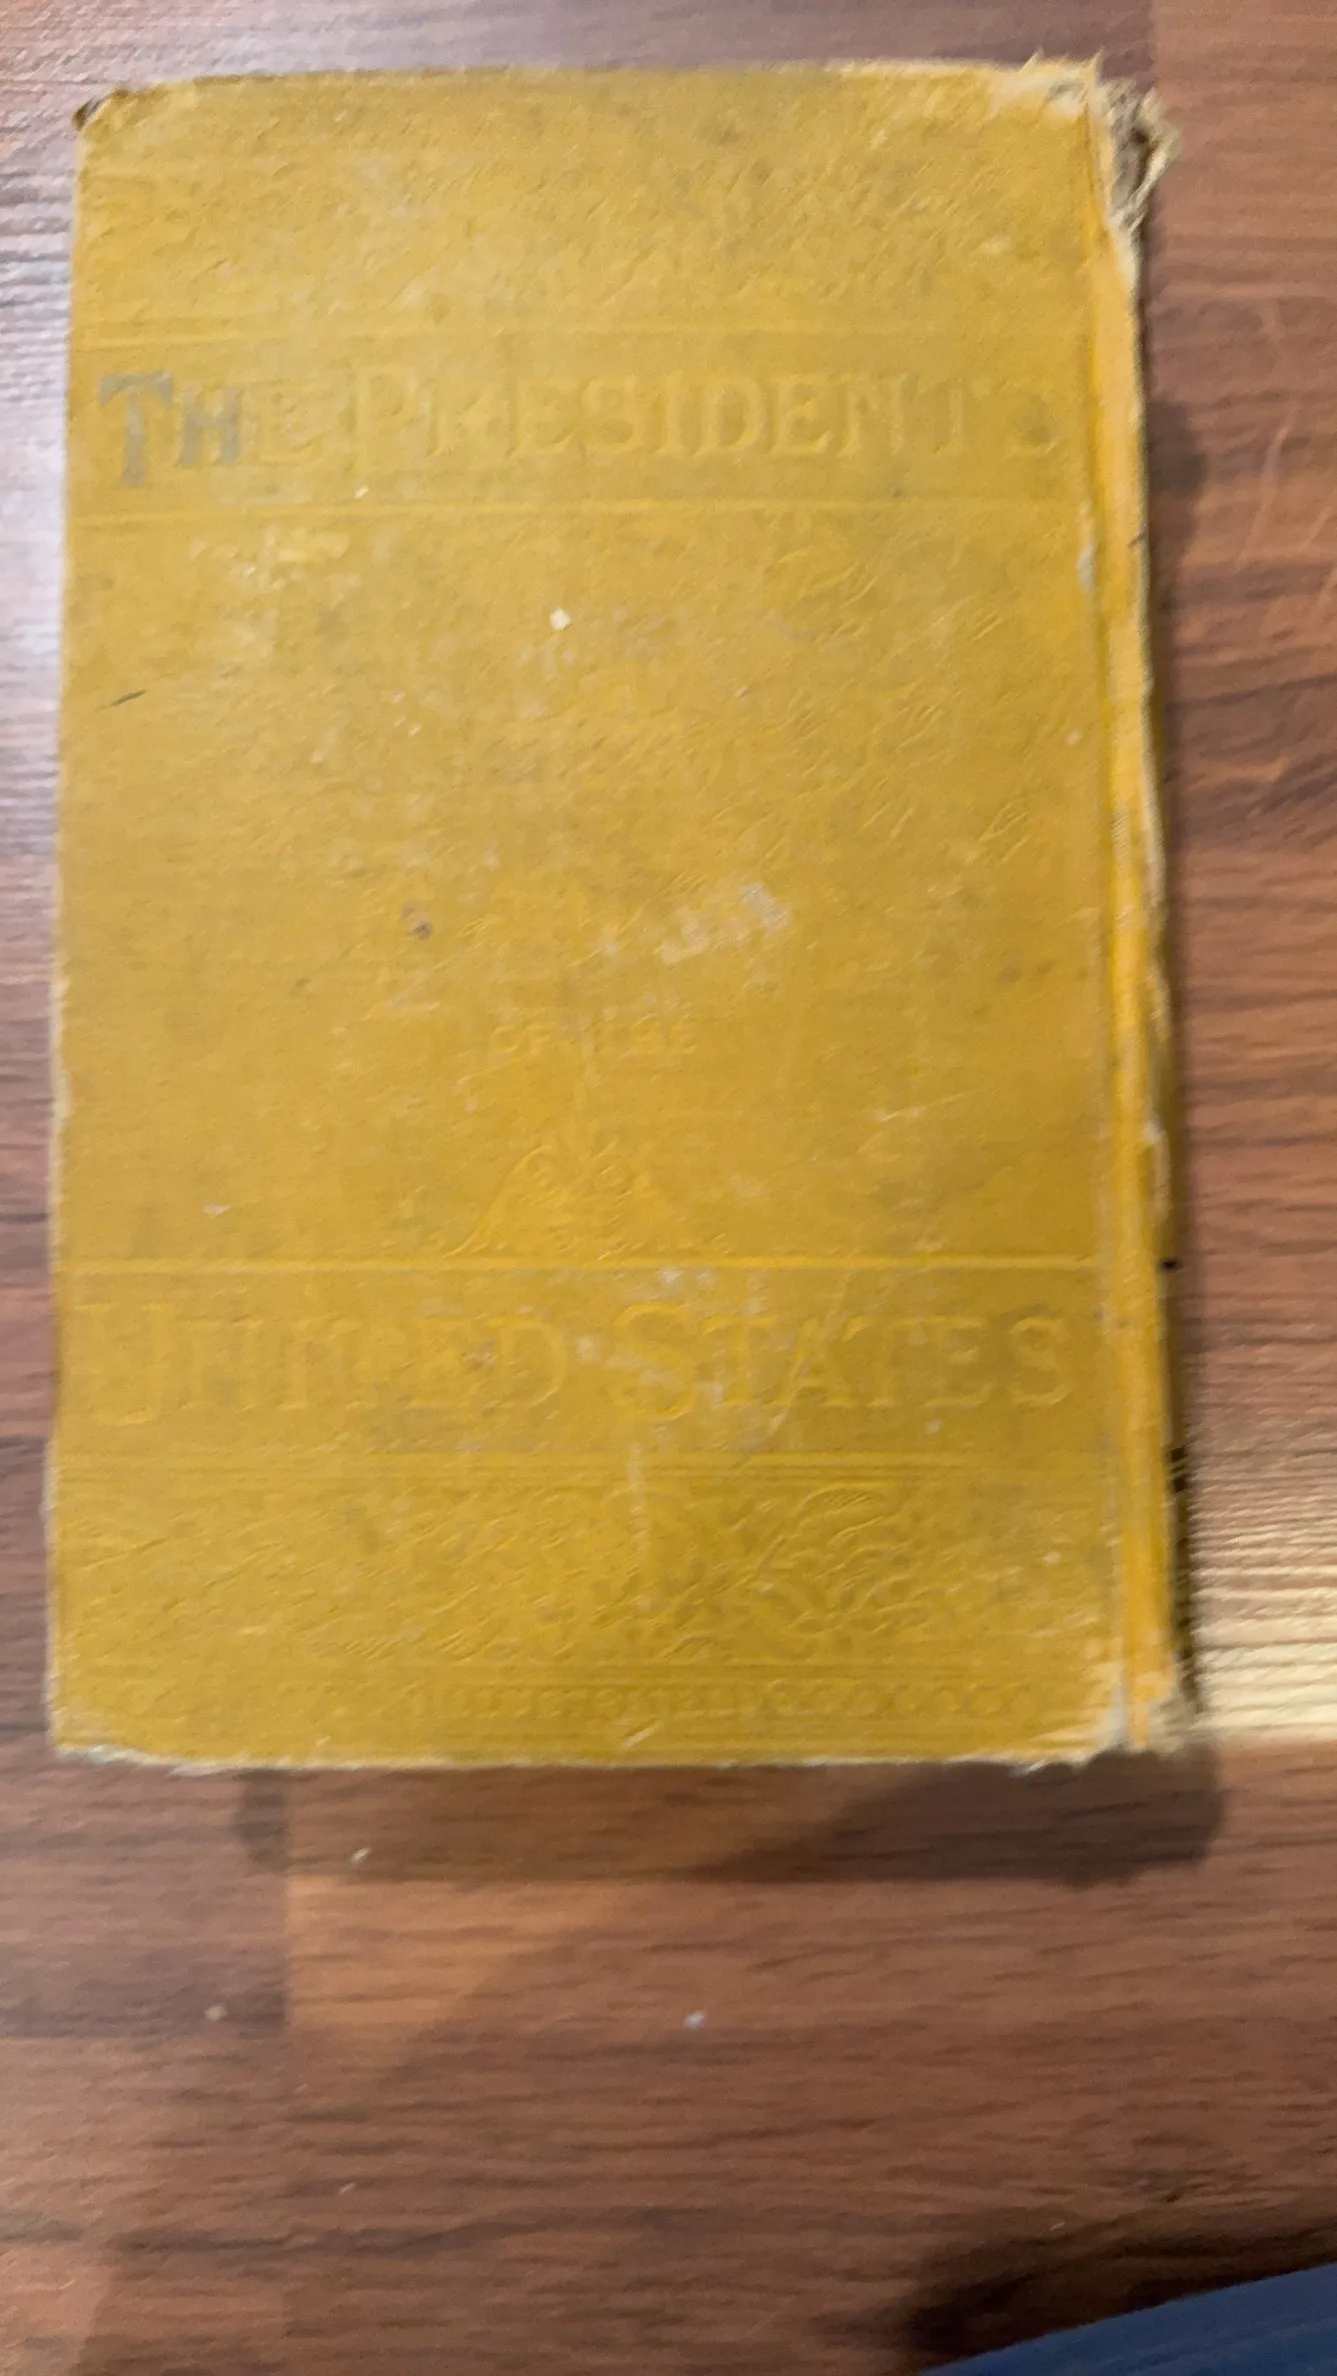 THE PRESIDENTS
OF THE
UNITED STATES